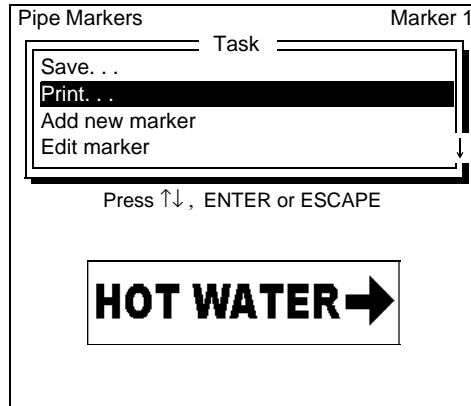 Pipe Markers Marker 1
Task
Save. . .
Print. . .
Add new marker
Edit marker
↓
Press ↑↓ , ENTER or ESCAPE
HOT WATER→